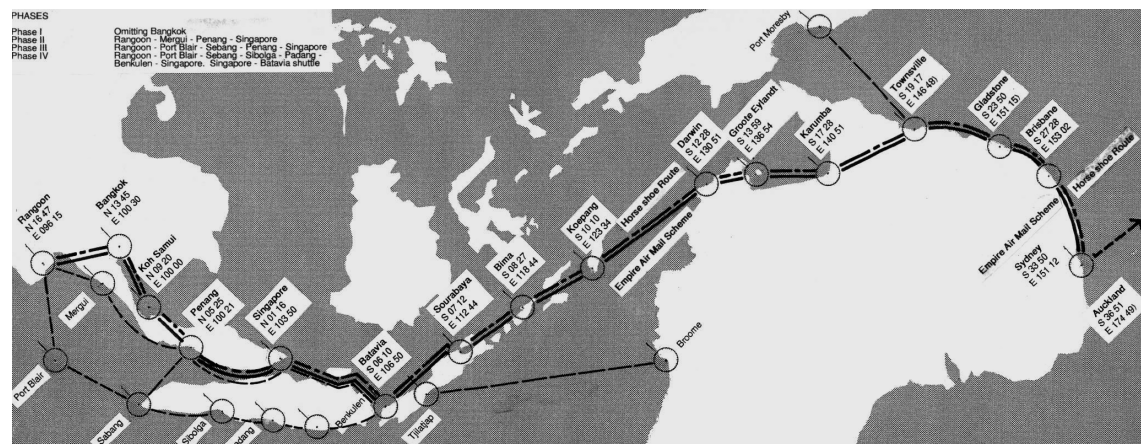 PHASES
Phase I Omitting Bangkok
Phase II Rangoon - Mergui - Penang - Singapore
Phase III Rangoon - Port Blair - Sebang - Penang - Singapore
Phase IV Rangoon - Port Blair - Sebang - Sibolga - Padang -
Benkulen - Singapore. Singapore - Batavia shuttle
Rangoon
N 16 47
E 096 15
Bangkok
N 13 45
E 100 30
Koh Samui
N 09 20
E 100 00
Penang
N 05 25
E 100 21
Singapore
N 01 16
E 103 50
Batavia
S 06 10
E 106 50
Sourabaya
S 07 12
E 112 44
Bima
S 08 27
E 118 44
Koepang
S 10 10
E 123 34
Horse shoe Route
Empire Air Mail Scheme
Darwin
S 12 28
E 130 51
Groote Eylandt
S 13 59
E 136 54
Karumba
S 17 28
E 140 51
Port Moresby
Townsville
S 19 17
E 146 48)
Gladstone
S 23 50
E 151 15)
Brisbane
S 27 28
E 153 02
Horse shoe Route
Empire Air Mail Scheme
Sydney
S 33 50
E 151 12
Auckland
S 36 51
E 174 49)
Mergui
Port Blair
Sabang
Sibolga
adang
Benkulen
Tjilatjap
Broome